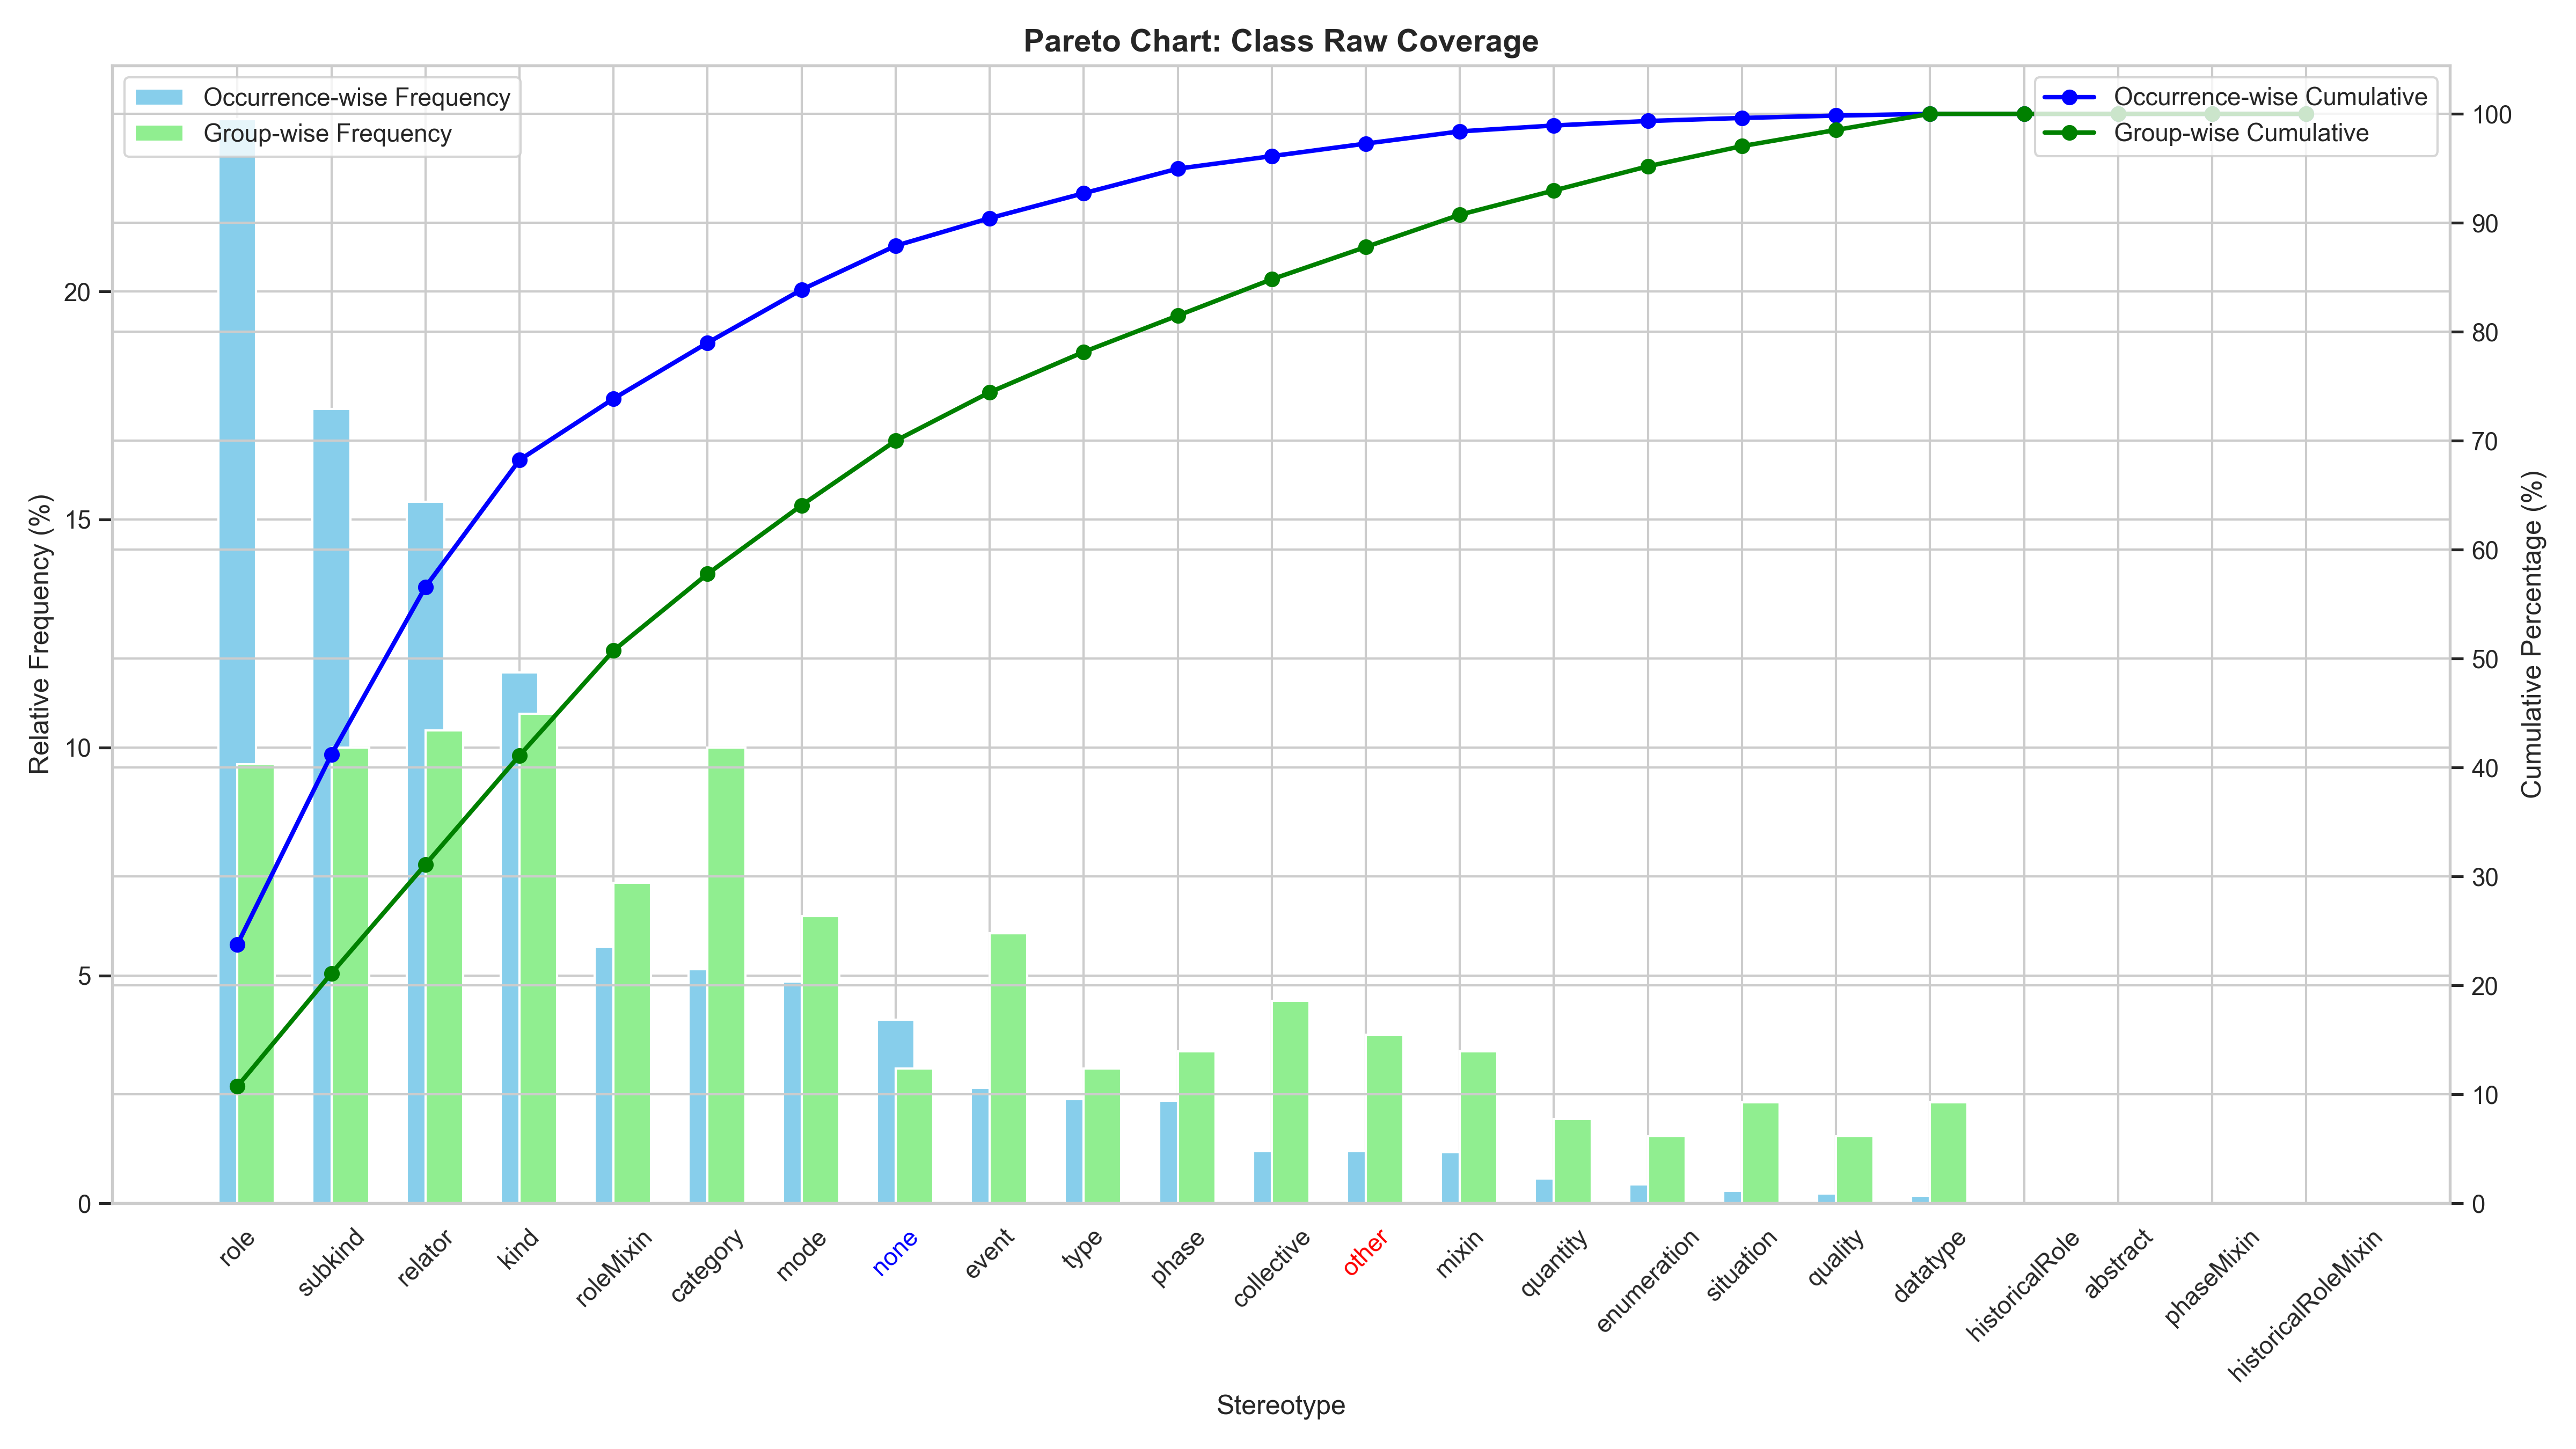 Pareto Chart: Class Raw Coverage
Occurrence-wise Frequency
Group-wise Frequency
Occurrence-wise Cumulative
Group-wise Cumulative
Relative Frequency (%)
20
15
10
5
0
Cumulative Percentage (%)
100
90
80
70
60
50
40
30
20
10
0
role
subkind
relator
kind
roleMixin
category
mode
none
event
type
phase
collective
other
mixin
quantity
enumeration
situation
quality
datatype
historicalRole
abstract
phaseMixin
historicalRoleMixin
Stereotype